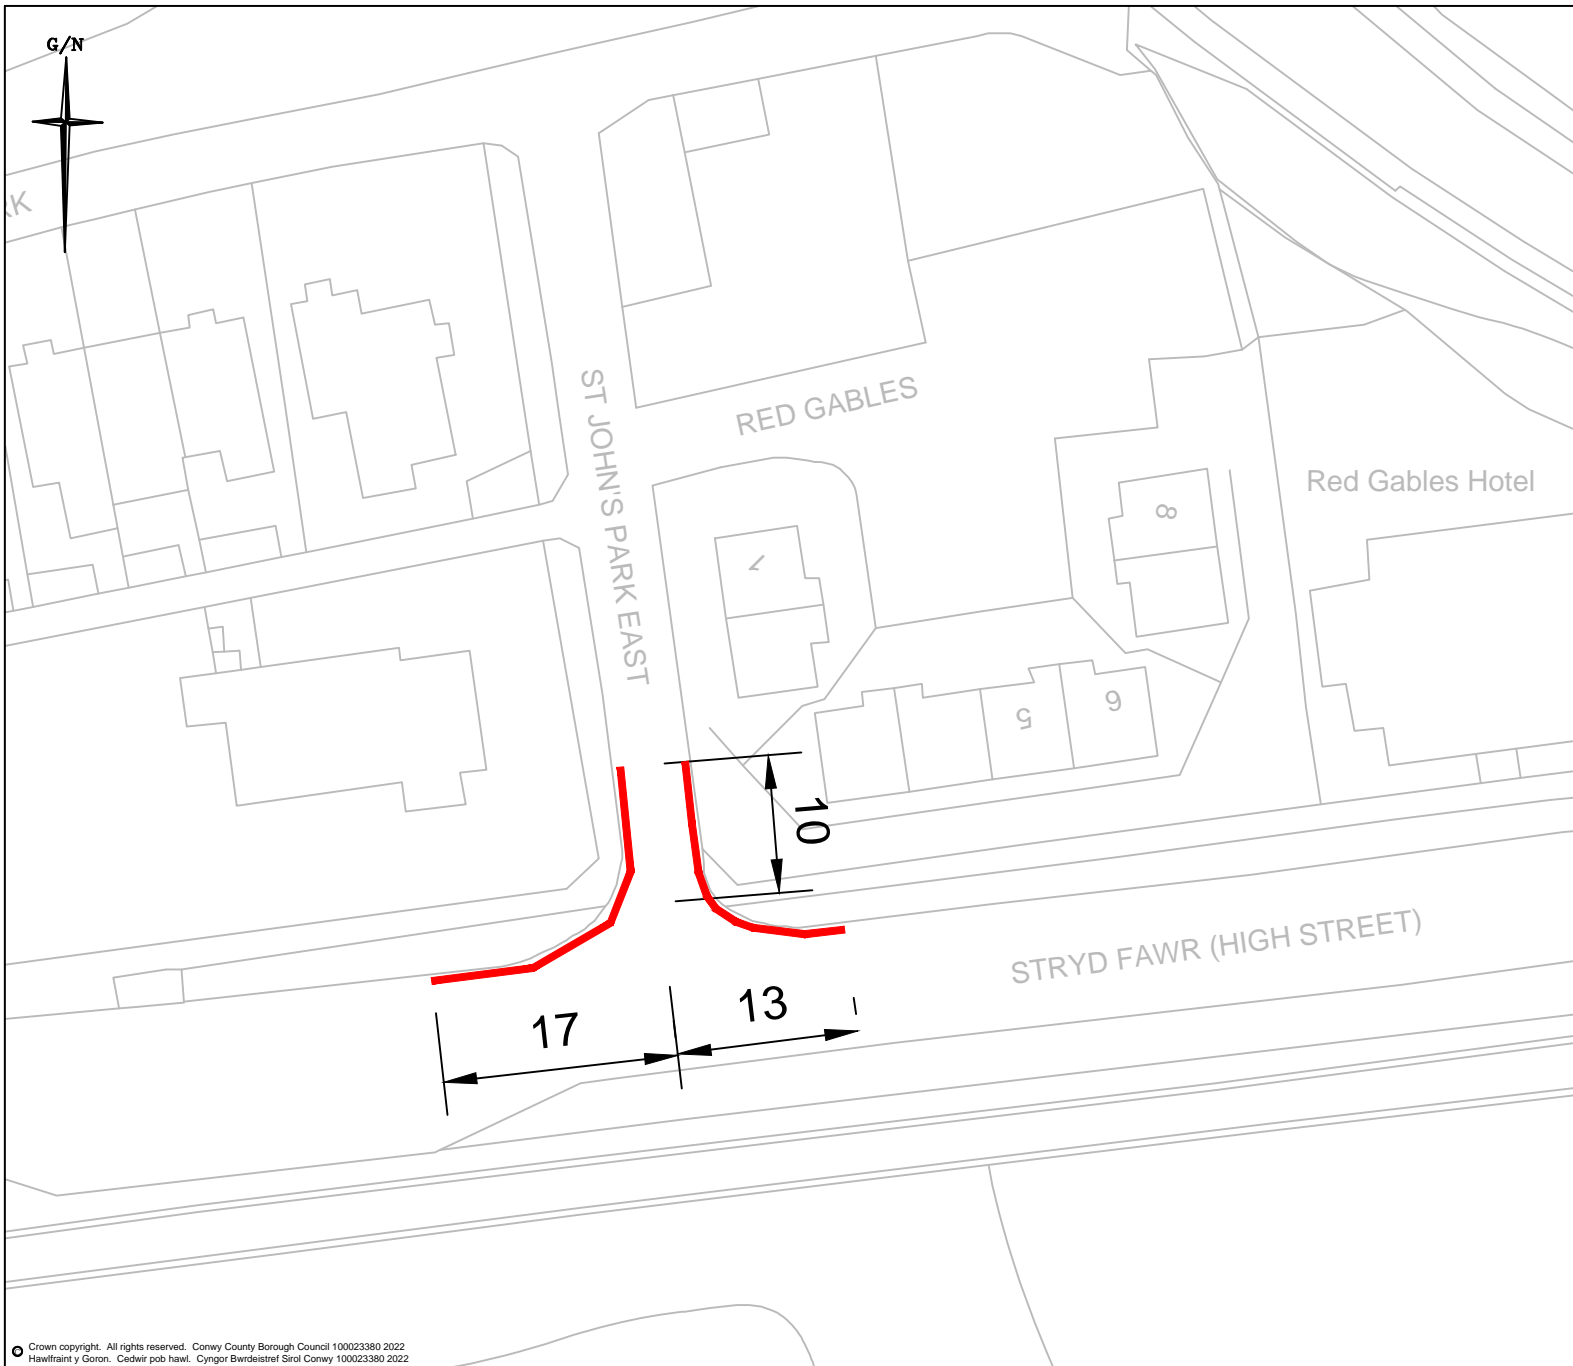 G/N
RK
ST JOHN'S PARK EAST
RED GABLES
Red Gables Hotel
8
1
5
6
10
STRYD FAWR (HIGH STREET)
17
13
© Crown copyright. All rights reserved. Conwy County Borough Council 100023380 2022
Hawlfraint y Goron. Cedwir pob hawl. Cyngor Bwrdeistref Sirol Conwy 100023380 2022